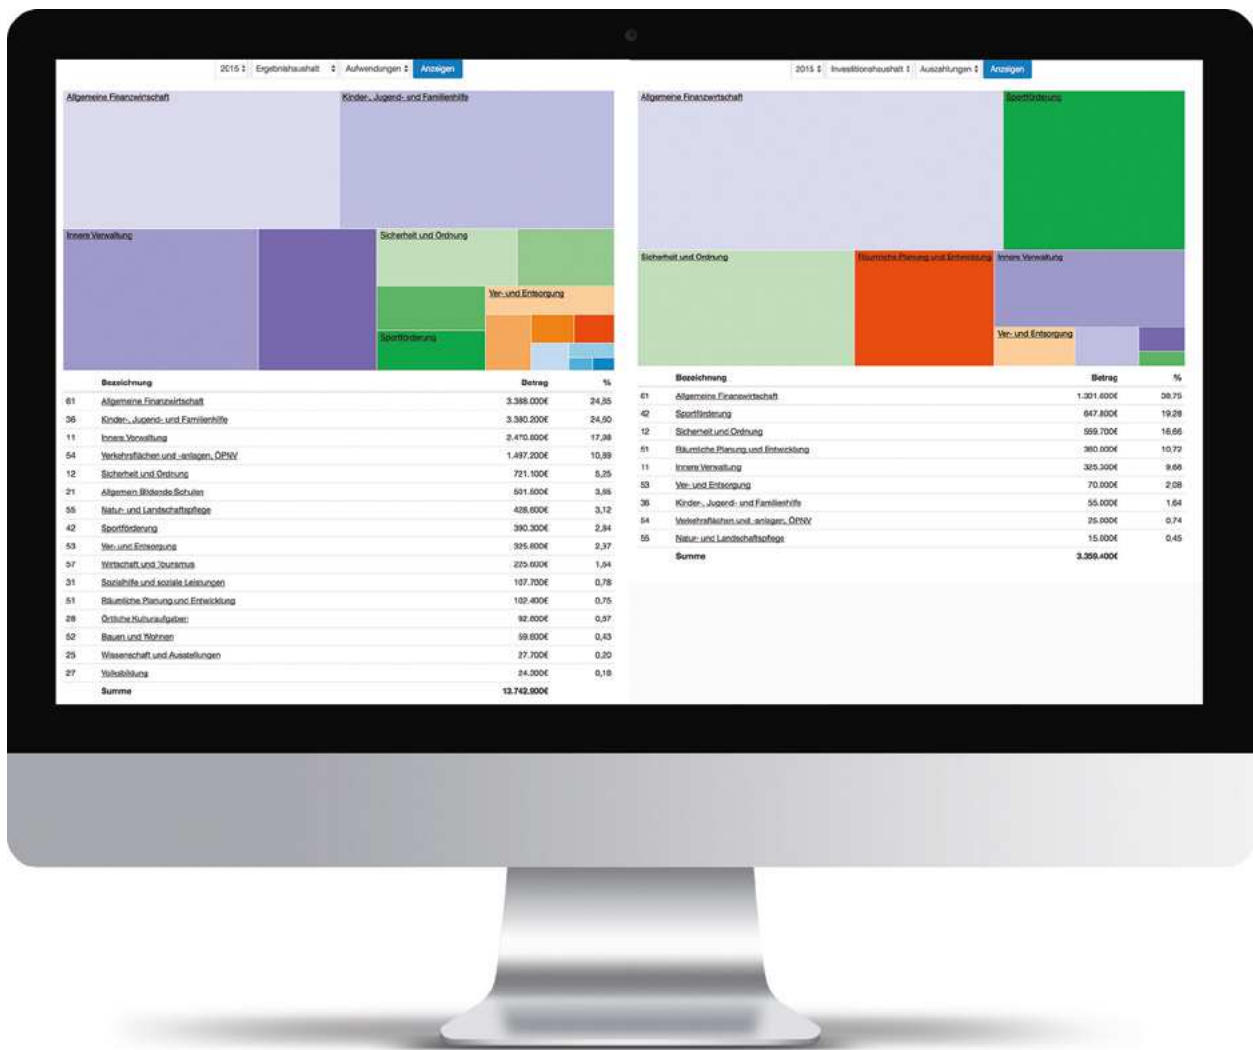 2015 Ergebnishaushalt Aufwendungen Anzeigen
Allgemeine Finanzwirtschaft Kinder-, Jugend- und Familienhilfe
Innere Verwaltung Sicherheit und Ordnung
Ver- und Entsorgung
Sportförderung
Bezeichnung Betrag %
61 Allgemeine Finanzwirtschaft 3.388.000€ 24,65
36 Kinder-, Jugend- und Familienhilfe 3.380.200€ 24,60
11 Innere Verwaltung 2.470.800€ 17,98
54 Verkehrsflächen und -anlagen, ÖPNV 1.497.200€ 10,89
12 Sicherheit und Ordnung 721.100€ 5,25
21 Allgemein Bildende Schulen 501.600€ 3,65
55 Natur- und Landschaftspflege 428.600€ 3,12
42 Sportförderung 390.300€ 2,84
53 Ver- und Entsorgung 325.600€ 2,37
57 Wirtschaft und Tourismus 225.600€ 1,64
31 Sozialhilfe und soziale Leistungen 107.700€ 0,78
51 Räumliche Planung und Entwicklung 102.400€ 0,75
28 Örtliche Kulturaufgaben 92.600€ 0,67
52 Bauen und Wohnen 59.600€ 0,43
25 Wissenschaft und Ausstellungen 27.700€ 0,20
27 Volksbildung 0,18
Summe 13.742.900€
2015 Investitionshaushalt Auszahlungen Anzeigen
Allgemeine Finanzwirtschaft Sportförderung
Sicherheit und Ordnung Räumliche Planung und Entwicklung Innere Verwaltung
Ver- und Entsorgung
Bezeichnung Betrag %
61 Allgemeine Finanzwirtschaft 1.301.600€ 38,75
42 Sportförderung 647.800€ 19,28
12 Sicherheit und Ordnung 559.700€ 16,66
51 Räumliche Planung und Entwicklung 360.000€ 10,72
11 Innere Verwaltung 325.300€ 9,68
53 Ver- und Entsorgung 70.000€ 2,08
36 Kinder-, Jugend- und Familienhilfe 55.000€ 1,64
54 Verkehrsflächen und -anlagen, ÖPNV 25.000€ 0,74
55 Natur- und Landschaftspflege 15.000€ 0,45
Summe 3.359.400€